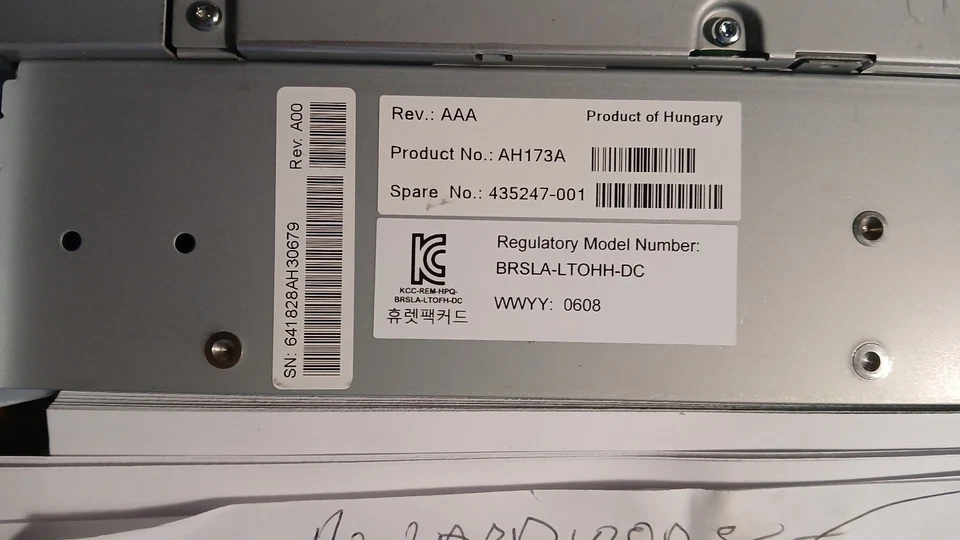 SN: 641828AH30679 Rev. A00
Rev.: AAA
Product of Hungary
Product No.: AH173A
Spare No.: 435247-001
KCC-REM-HPQ-
BRSLA-LTOFH-DC
휴렛팩커드
Regulatory Model Number:
BRSLA-LTOHH-DC
WWYY: 0608